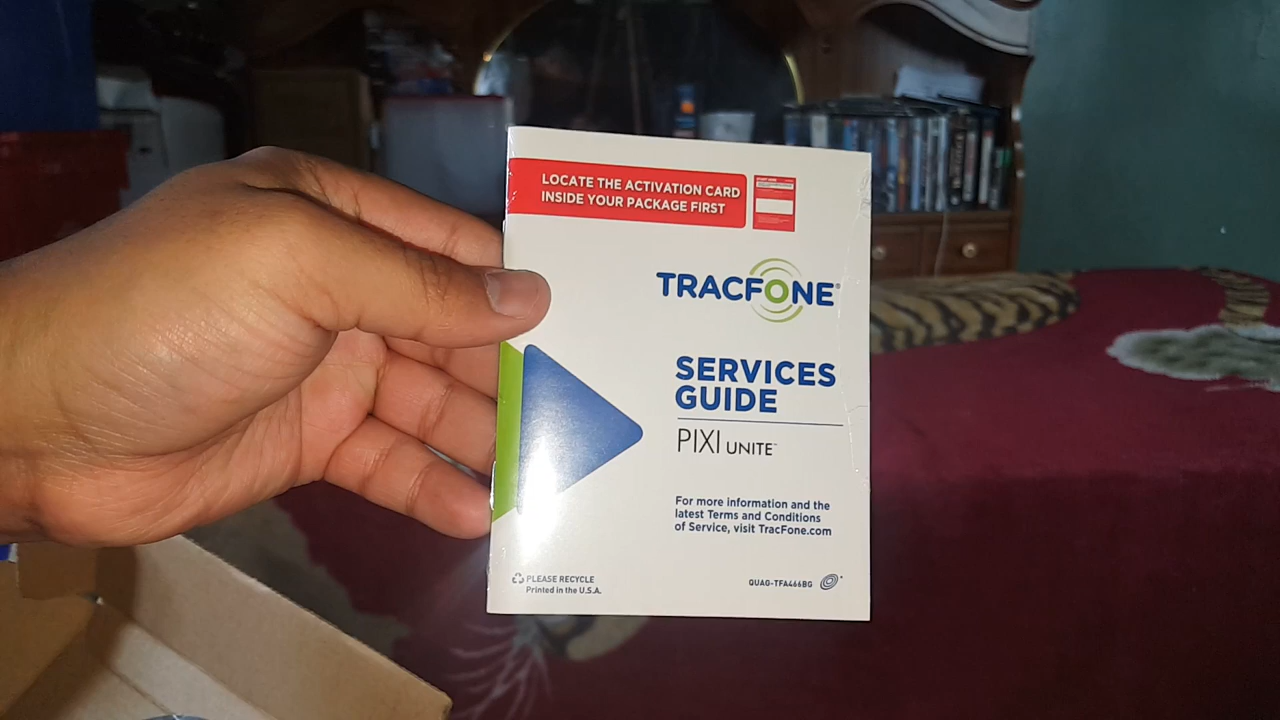 LOCATE THE ACTIVATION CARD
INSIDE YOUR PACKAGE FIRST
TRACFONE®
SERVICES
GUIDE
PIXI UNITE™
For more information and the
latest Terms and Conditions
of Service, visit TracFone.com
PLEASE RECYCLE
Printed in the U.S.A.
QUAG-TFA466BG